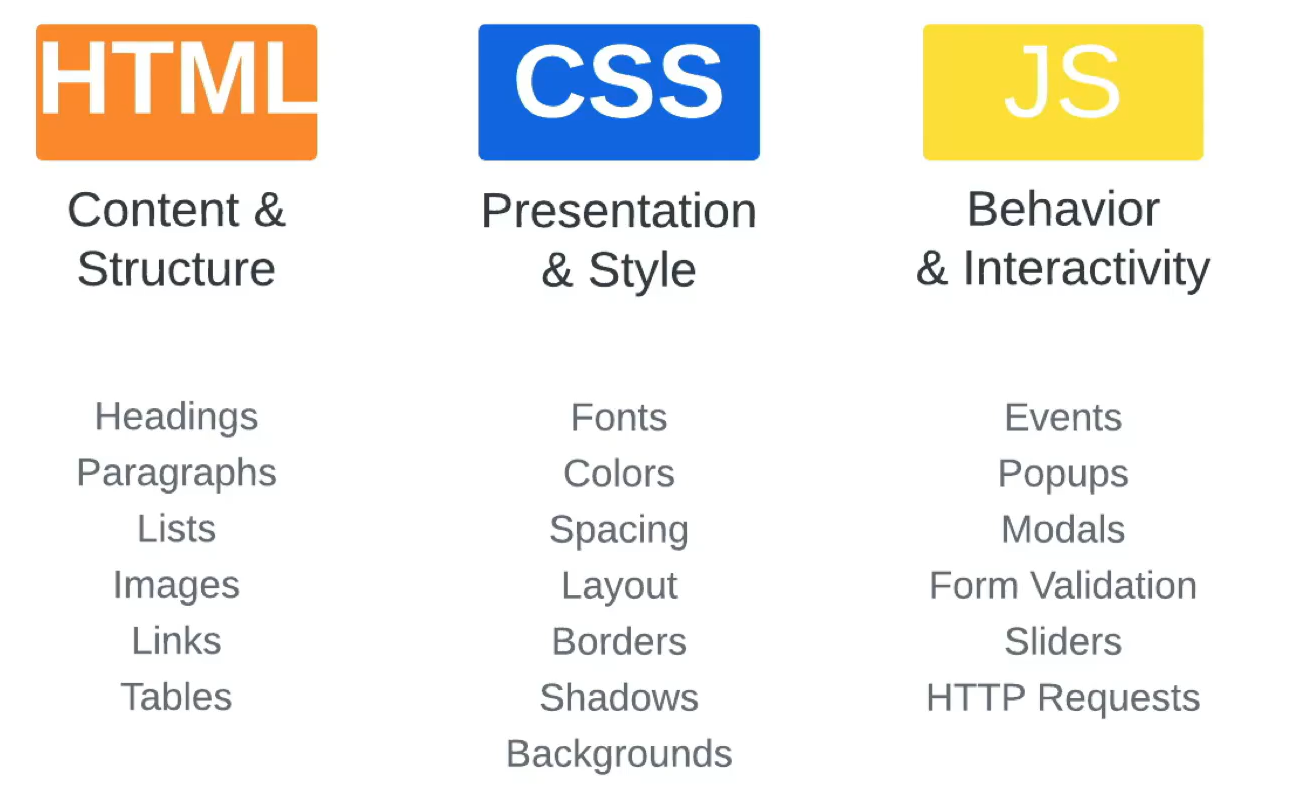 HTML
Content &
Structure
Headings
Paragraphs
Lists
Images
Links
Tables
CSS
Presentation
& Style
Fonts
Colors
Spacing
Layout
Borders
Shadows
Backgrounds
JS
Behavior
& Interactivity
Events
Popups
Modals
Form Validation
Sliders
HTTP Requests